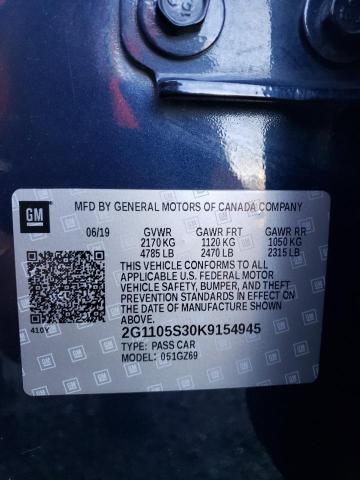 GM
MFD BY GENERAL MOTORS OF CANADA COMPANY
06/19 GVWR GAWR FRT GAWR RR
2170 KG 1120 KG 1050 KG
4785 LB 2470 LB 2315 LB
THIS VEHICLE CONFORMS TO ALL
APPLICABLE U.S. FEDERAL MOTOR
VEHICLE SAFETY, BUMPER, AND THEFT
PREVENTION STANDARDS IN EFFECT ON
THE DATE OF MANUFACTURE SHOWN
ABOVE.
410Y 2G1105S30K9154945
TYPE: PASS CAR
MODEL: 051GZ69